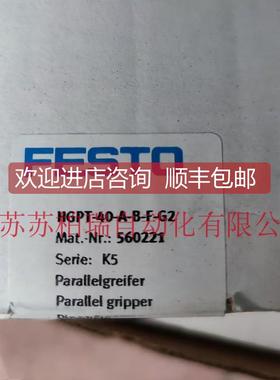 FESTO
欢迎进店咨询 顺丰包邮
HGPT-40-A-B-F-G2
苏苏柏瑞自动化有限公司
Mat.-Nr.: 560221
Serie: K5
Parallelgreifer
Parallel gripper